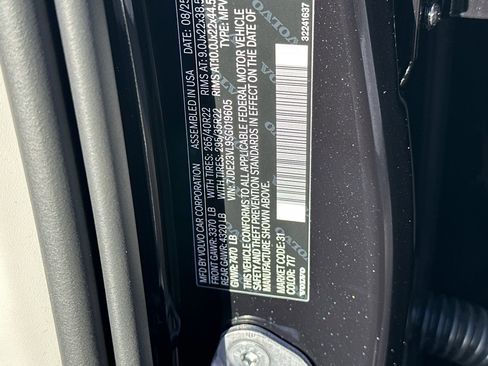 MFD BY VOLVO CAR CORPORATION ASSEMBLED IN USA DATE: 08/25
FRONT GAWR: 3370 LB WITH TIRES: 265/40R22 RIMS AT: 9.0Jx22x38.5
REAR GAWR: 4320 LB WITH TIRES: 295/35R22 RIMS AT: 10.0Jx22x44.5
GVWR: 7470 LB VIN: 7JDE23VL9SG019605 TYPE: MPV
THIS VEHICLE CONFORMS TO ALL APPLICABLE FEDERAL MOTOR VEHICLE
SAFETY AND THEFT PREVENTION STANDARDS IN EFFECT ON THE DATE OF
MANUFACTURE SHOWN ABOVE.
MARKET CODE: 31
COLOR: 717
VOLVO
32241637